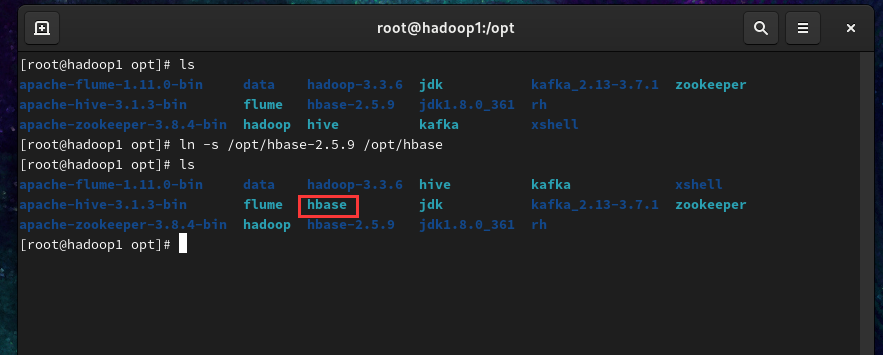 root@hadoop1:/opt
[root@hadoop1 opt]# ls
apache-flume-1.11.0-bin data hadoop-3.3.6 jdk kafka_2.13-3.7.1 zookeeper
apache-hive-3.1.3-bin flume hbase-2.5.9 jdk1.8.0_361 rh
apache-zookeeper-3.8.4-bin hadoop hive kafka xshell
[root@hadoop1 opt]# ln -s /opt/hbase-2.5.9 /opt/hbase
[root@hadoop1 opt]# ls
apache-flume-1.11.0-bin data hadoop-3.3.6 hive kafka xshell
apache-hive-3.1.3-bin flume hbase jdk kafka_2.13-3.7.1 zookeeper
apache-zookeeper-3.8.4-bin hadoop hbase-2.5.9 jdk1.8.0_361 rh
[root@hadoop1 opt]#